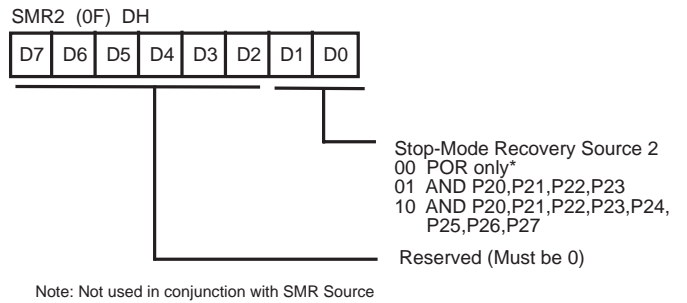 SMR2 (0F) DH
D7 D6 D5 D4 D3 D2 D1 D0
Stop-Mode Recovery Source 2
00 POR only*
01 AND P20,P21,P22,P23
10 AND P20,P21,P22,P23,P24,
P25,P26,P27
Reserved (Must be 0)
Note: Not used in conjunction with SMR Source